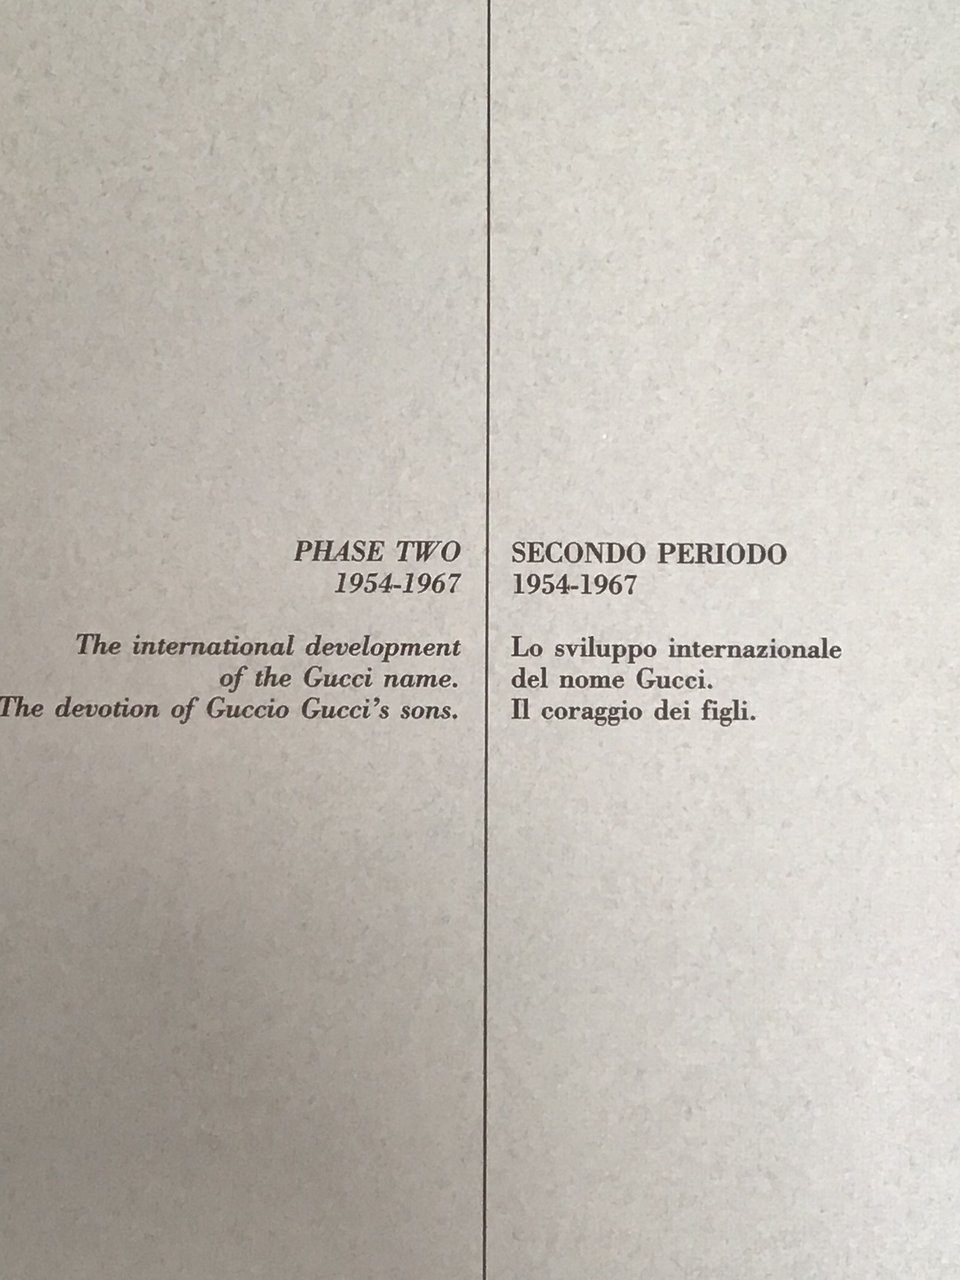 PHASE TWO
1954-1967
The international development
of the Gucci name.
The devotion of Guccio Gucci's sons.
SECONDO PERIODO
1954-1967
Lo sviluppo internazionale
del nome Gucci.
Il coraggio dei figli.